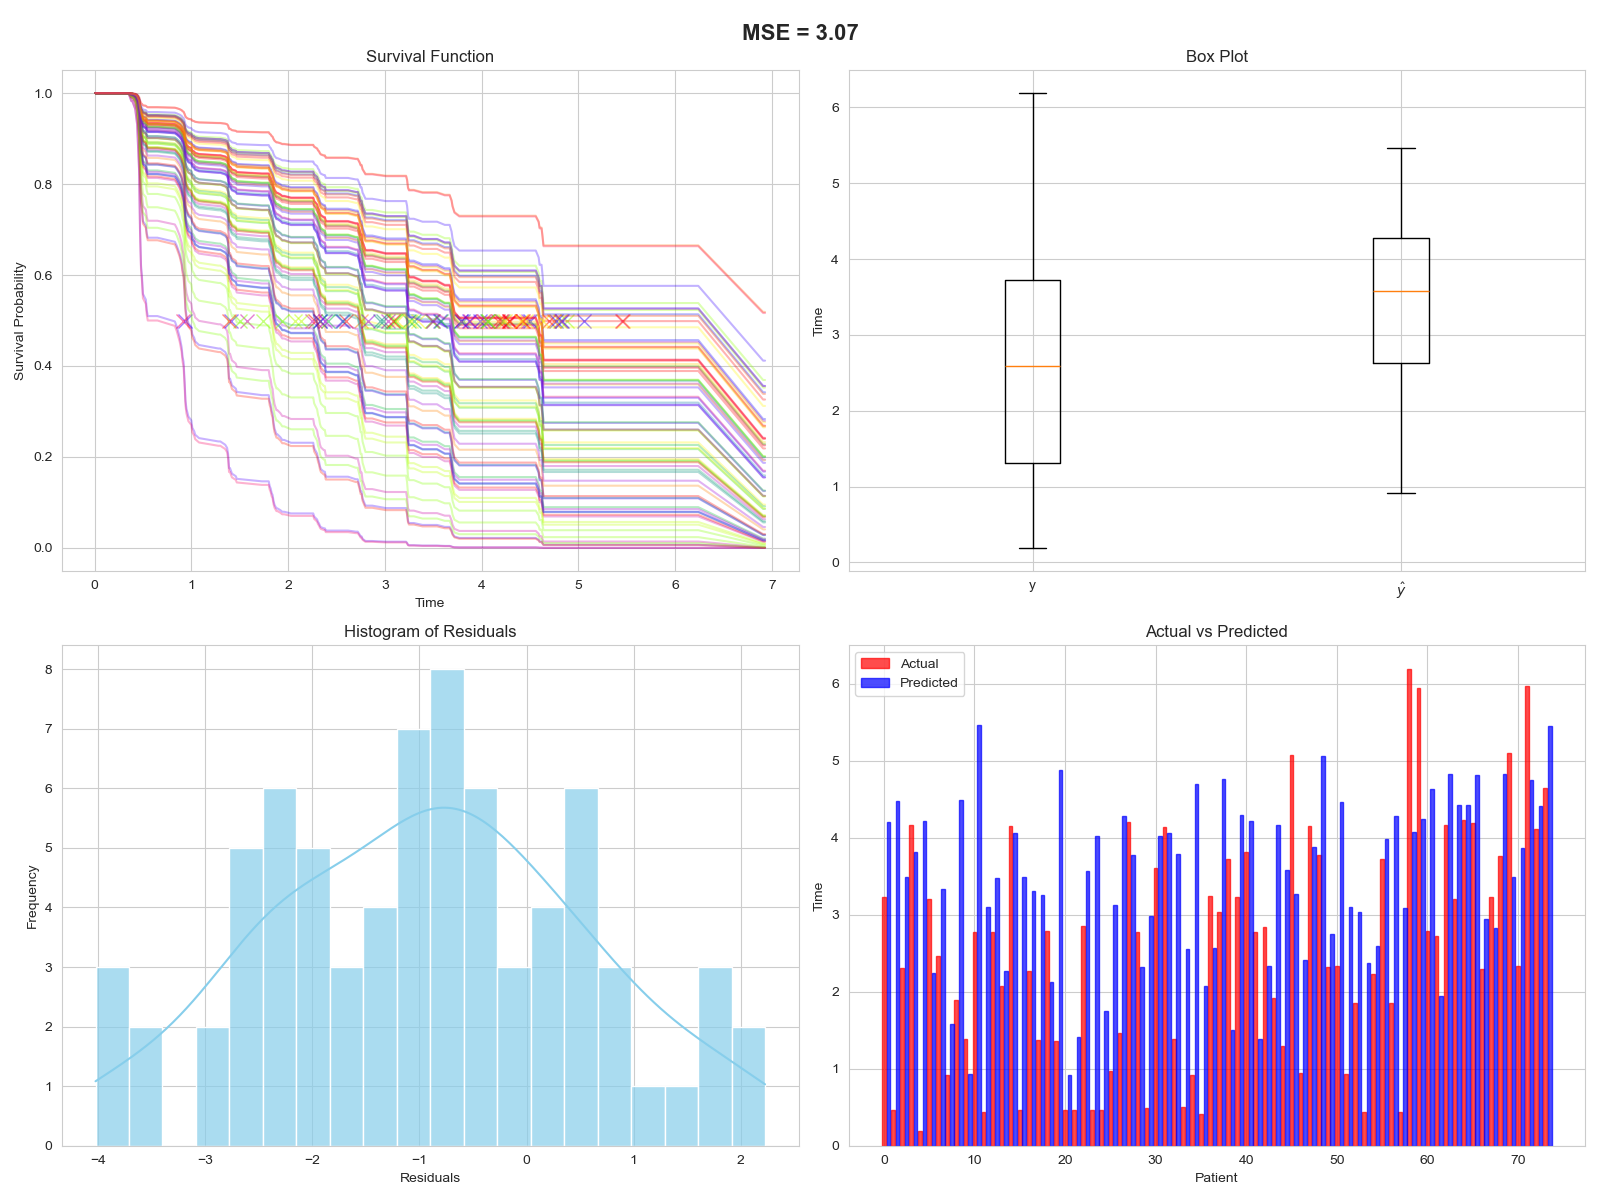 MSE = 3.07
Survival Function
Survival Probability
1.0
0.8
0.6
0.4
0.2
0.0
0 1 2 3 4 5 6 7
Time
Box Plot
Time
6
5
4
3
2
1
0
y ŷ
Histogram of Residuals
Frequency
8
7
6
5
4
3
2
1
0
−4 −3 −2 −1 0 1 2
Residuals
Actual vs Predicted
Actual
Predicted
Time
6
5
4
3
2
1
0
0 10 20 30 40 50 60 70
Patient